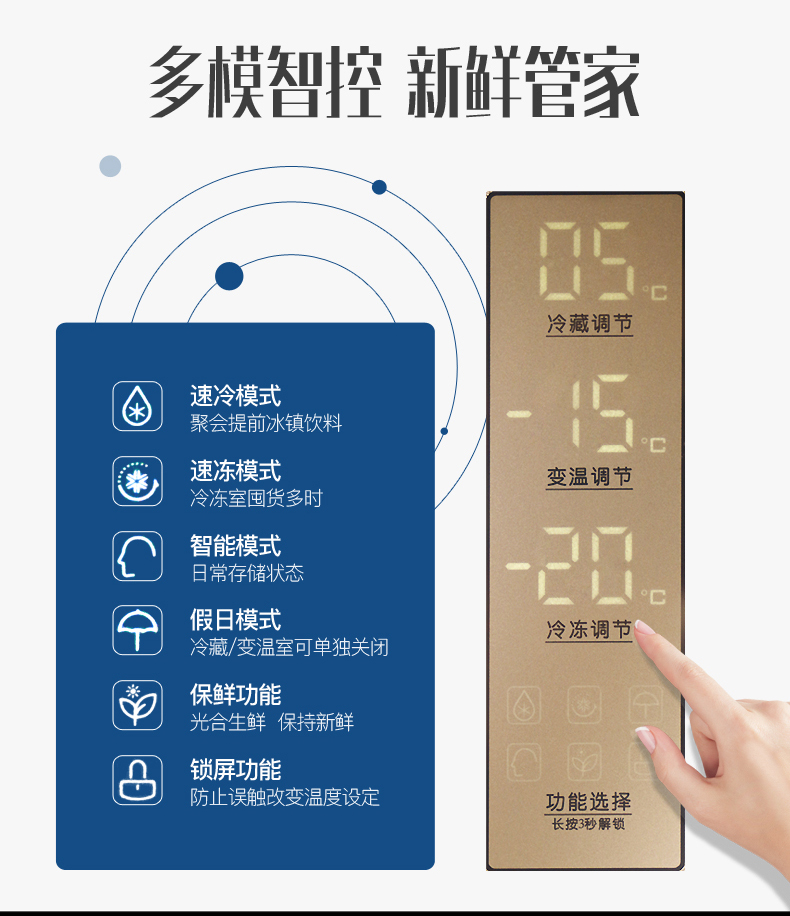 多模智控 新鲜管家
速冷模式
聚会提前冰镇饮料
速冻模式
冷冻室囤货多时
智能模式
日常存储状态
假日模式
冷藏/变温室可单独关闭
保鲜功能
光合生鲜 保持新鲜
锁屏功能
防止误触改变温度设定
05°C
冷藏调节
-15°C
变温调节
-20°C
冷冻调节
功能选择
长按3秒解锁